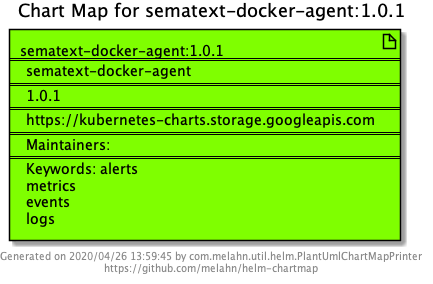 Chart Map for sematext-docker-agent:1.0.1
sematext-docker-agent:1.0.1
sematext-docker-agent
1.0.1
https://kubernetes-charts.storage.googleapis.com
Maintainers:
Keywords: alerts
metrics
events
logs
Generated on 2020/04/26 13:59:45 by com.melahn.util.helm.PlantUmlChartMapPrinter
https://github.com/melahn/helm-chartmap